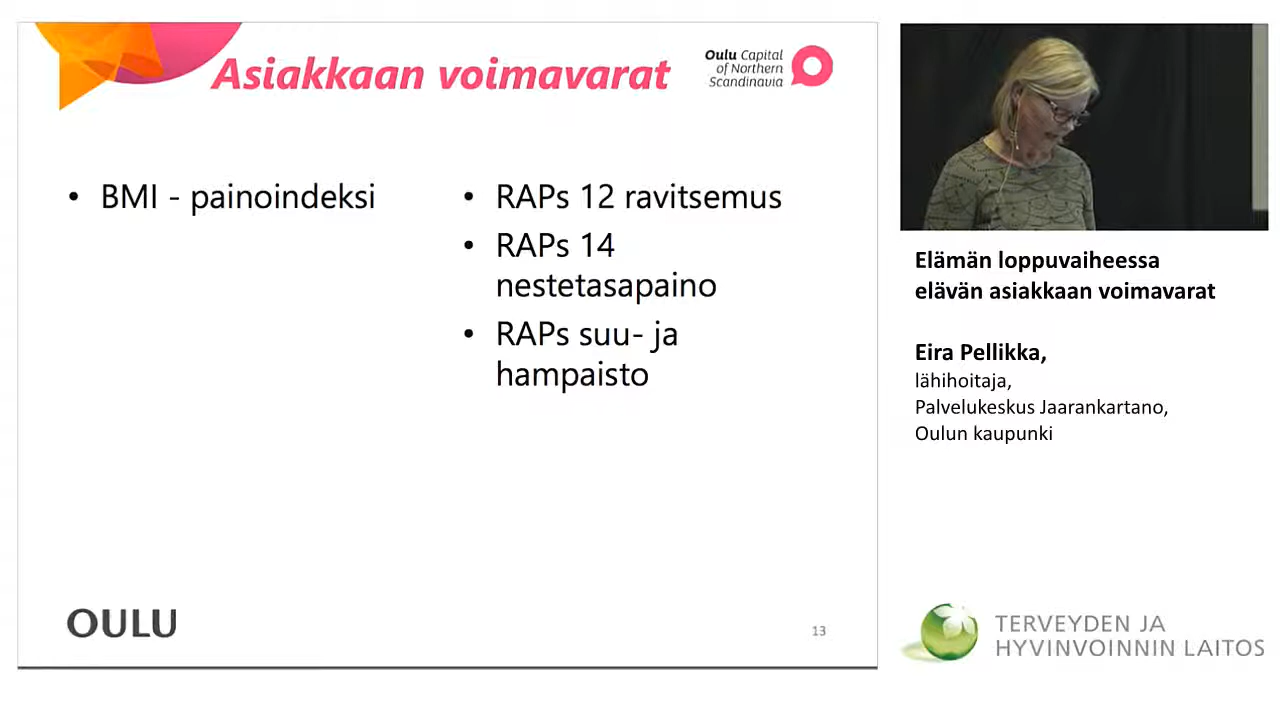 Asiakkaan voimavarat
Oulu Capital
of Northern
Scandinavia
• BMI - painoindeksi
• RAPs 12 ravitsemus
• RAPs 14
nestetasapaino
• RAPs suu- ja
hampaisto
OULU
13
Elämän loppuvaiheessa
elävän asiakkaan voimavarat
Eira Pellikka,
lähihoitaja,
Palvelukeskus Jaarankartano,
Oulun kaupunki
TERVEYDEN JA
HYVINVOINNIN LAITOS